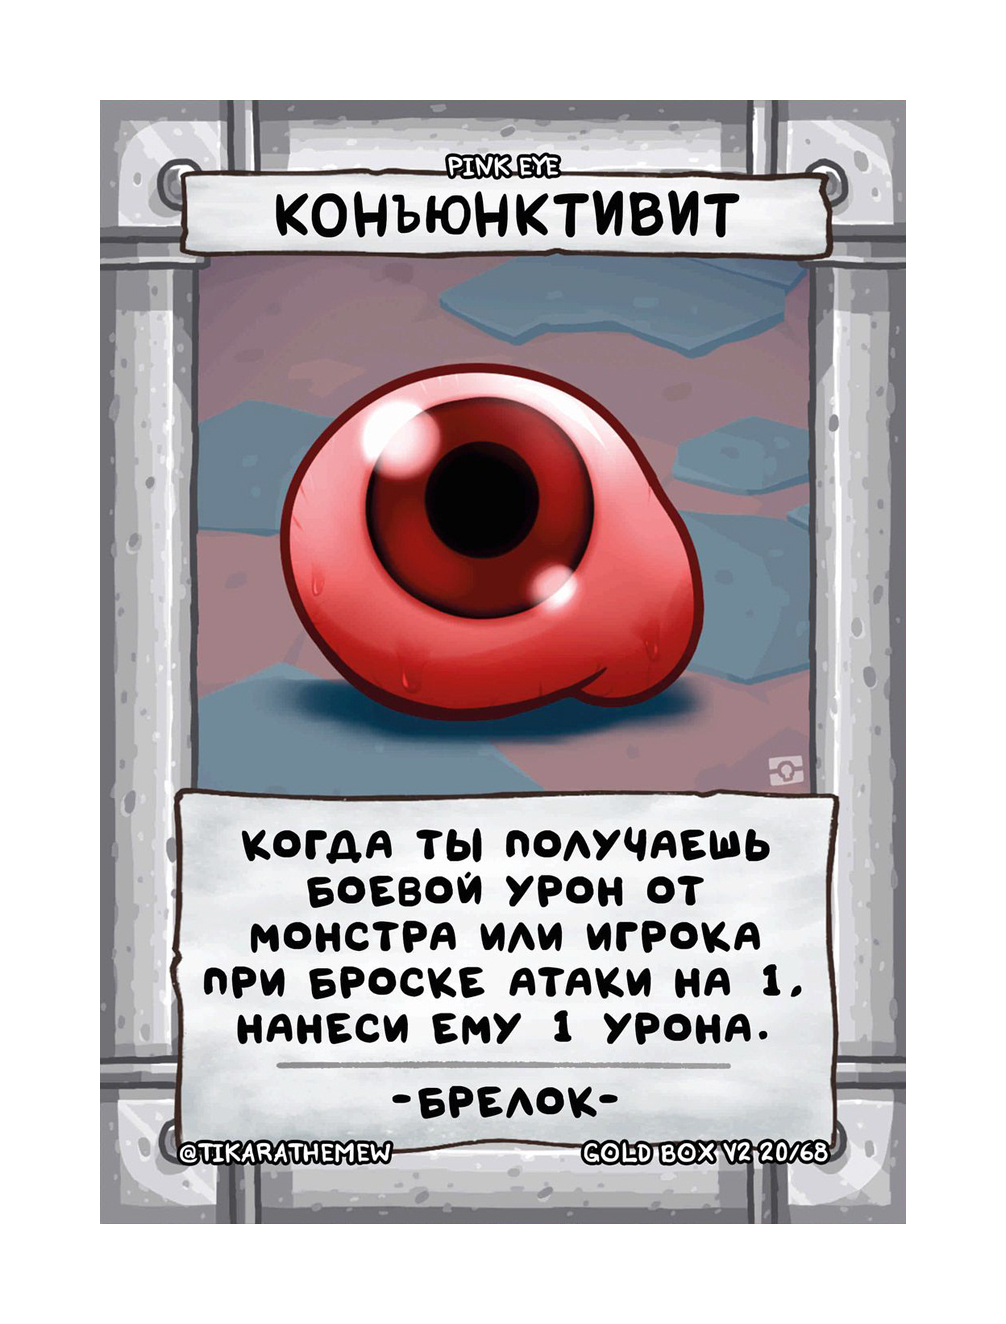 PINK EYE
КОНЪЮНКТИВИТ
КОГДА ТЫ ПОЛУЧАЕШЬ
БОЕВОЙ УРОН ОТ
МОНСТРА ИЛИ ИГРОКА
ПРИ БРОСКЕ АТАКИ НА 1,
НАНЕСИ ЕМУ 1 УРОНА.
-БРЕЛОК-
@TIKARATHEMEW
GOLD BOX V2 20/68